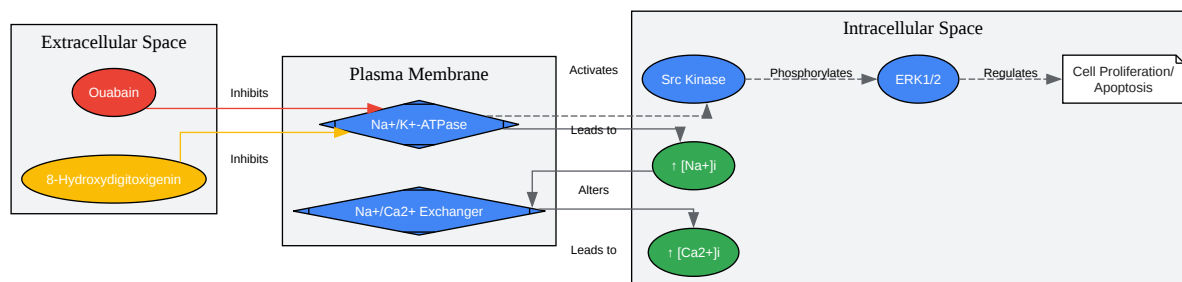 Extracellular Space
Ouabain
8-Hydroxydigitoxigenin
Inhibits
Inhibits
Plasma Membrane
Na+/K+-ATPase
Na+/Ca2+ Exchanger
Activates
Leads to
Alters
Leads to
Intracellular Space
Src Kinase
Phosphorylates
ERK1/2
Regulates
Cell Proliferation/
Apoptosis
↑ [Na+]i
↑ [Ca2+]i